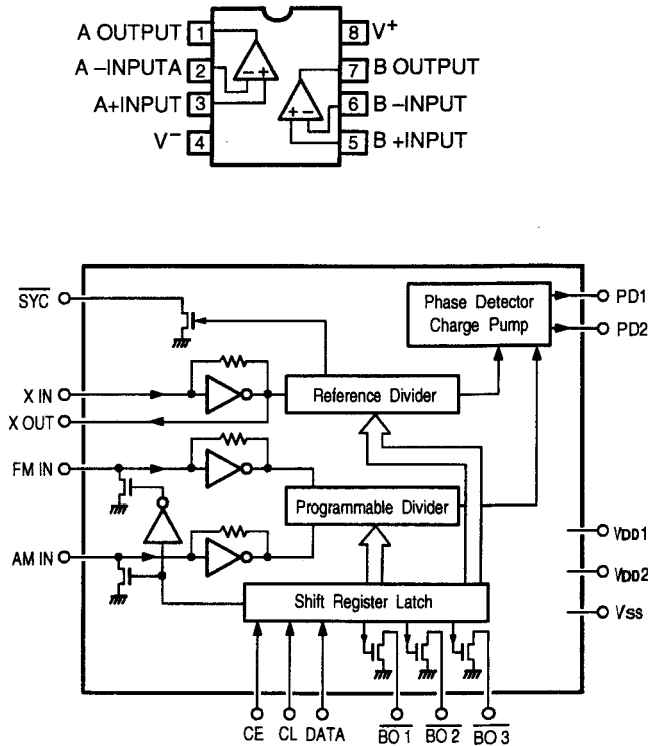 A OUTPUT 1 8 V+
A –INPUTA 2 7 B OUTPUT
– +
A+INPUT 3 6 B –INPUT
+ –
V– 4 5 B +INPUT
SYC
Phase Detector
Charge Pump
PD1
PD2
X IN
Reference Divider
X OUT
FM IN
Programmable Divider
AM IN
VDD1
VDD2
Shift Register Latch
VSS
CE CL DATA BO 1 BO 2 BO 3